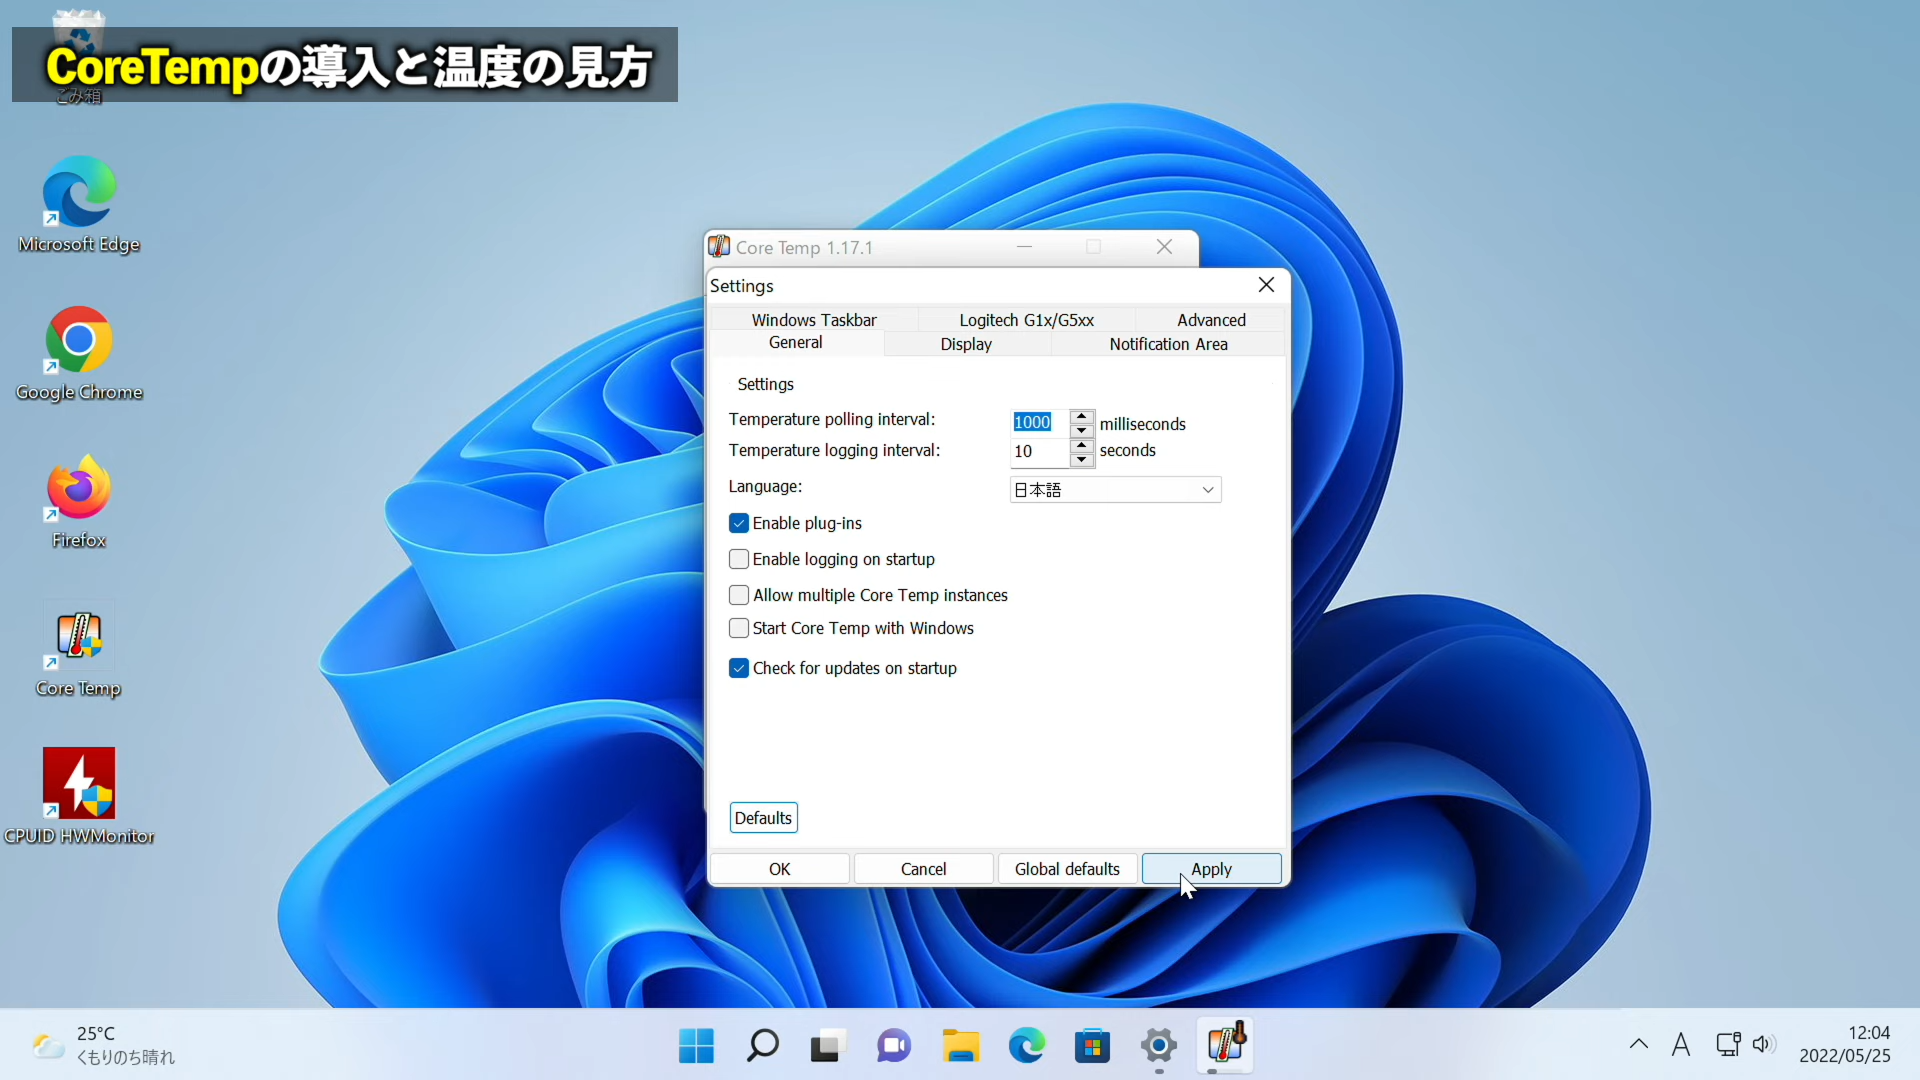 CoreTempの導入と温度の見方
ごみ箱
Microsoft Edge
Google Chrome
Firefox
Core Temp
CPUID HWMonitor
Core Temp 1.17.1
Settings
Windows Taskbar
Logitech G1x/G5xx
Advanced
General
Display
Notification Area
Settings
Temperature polling interval:
1000
milliseconds
Temperature logging interval:
10
seconds
Language:
日本語
Enable plug-ins
Enable logging on startup
Allow multiple Core Temp instances
Start Core Temp with Windows
Check for updates on startup
Defaults
OK
Cancel
Global defaults
Apply
25°C
くもりのち晴れ
A
12:04
2022/05/25